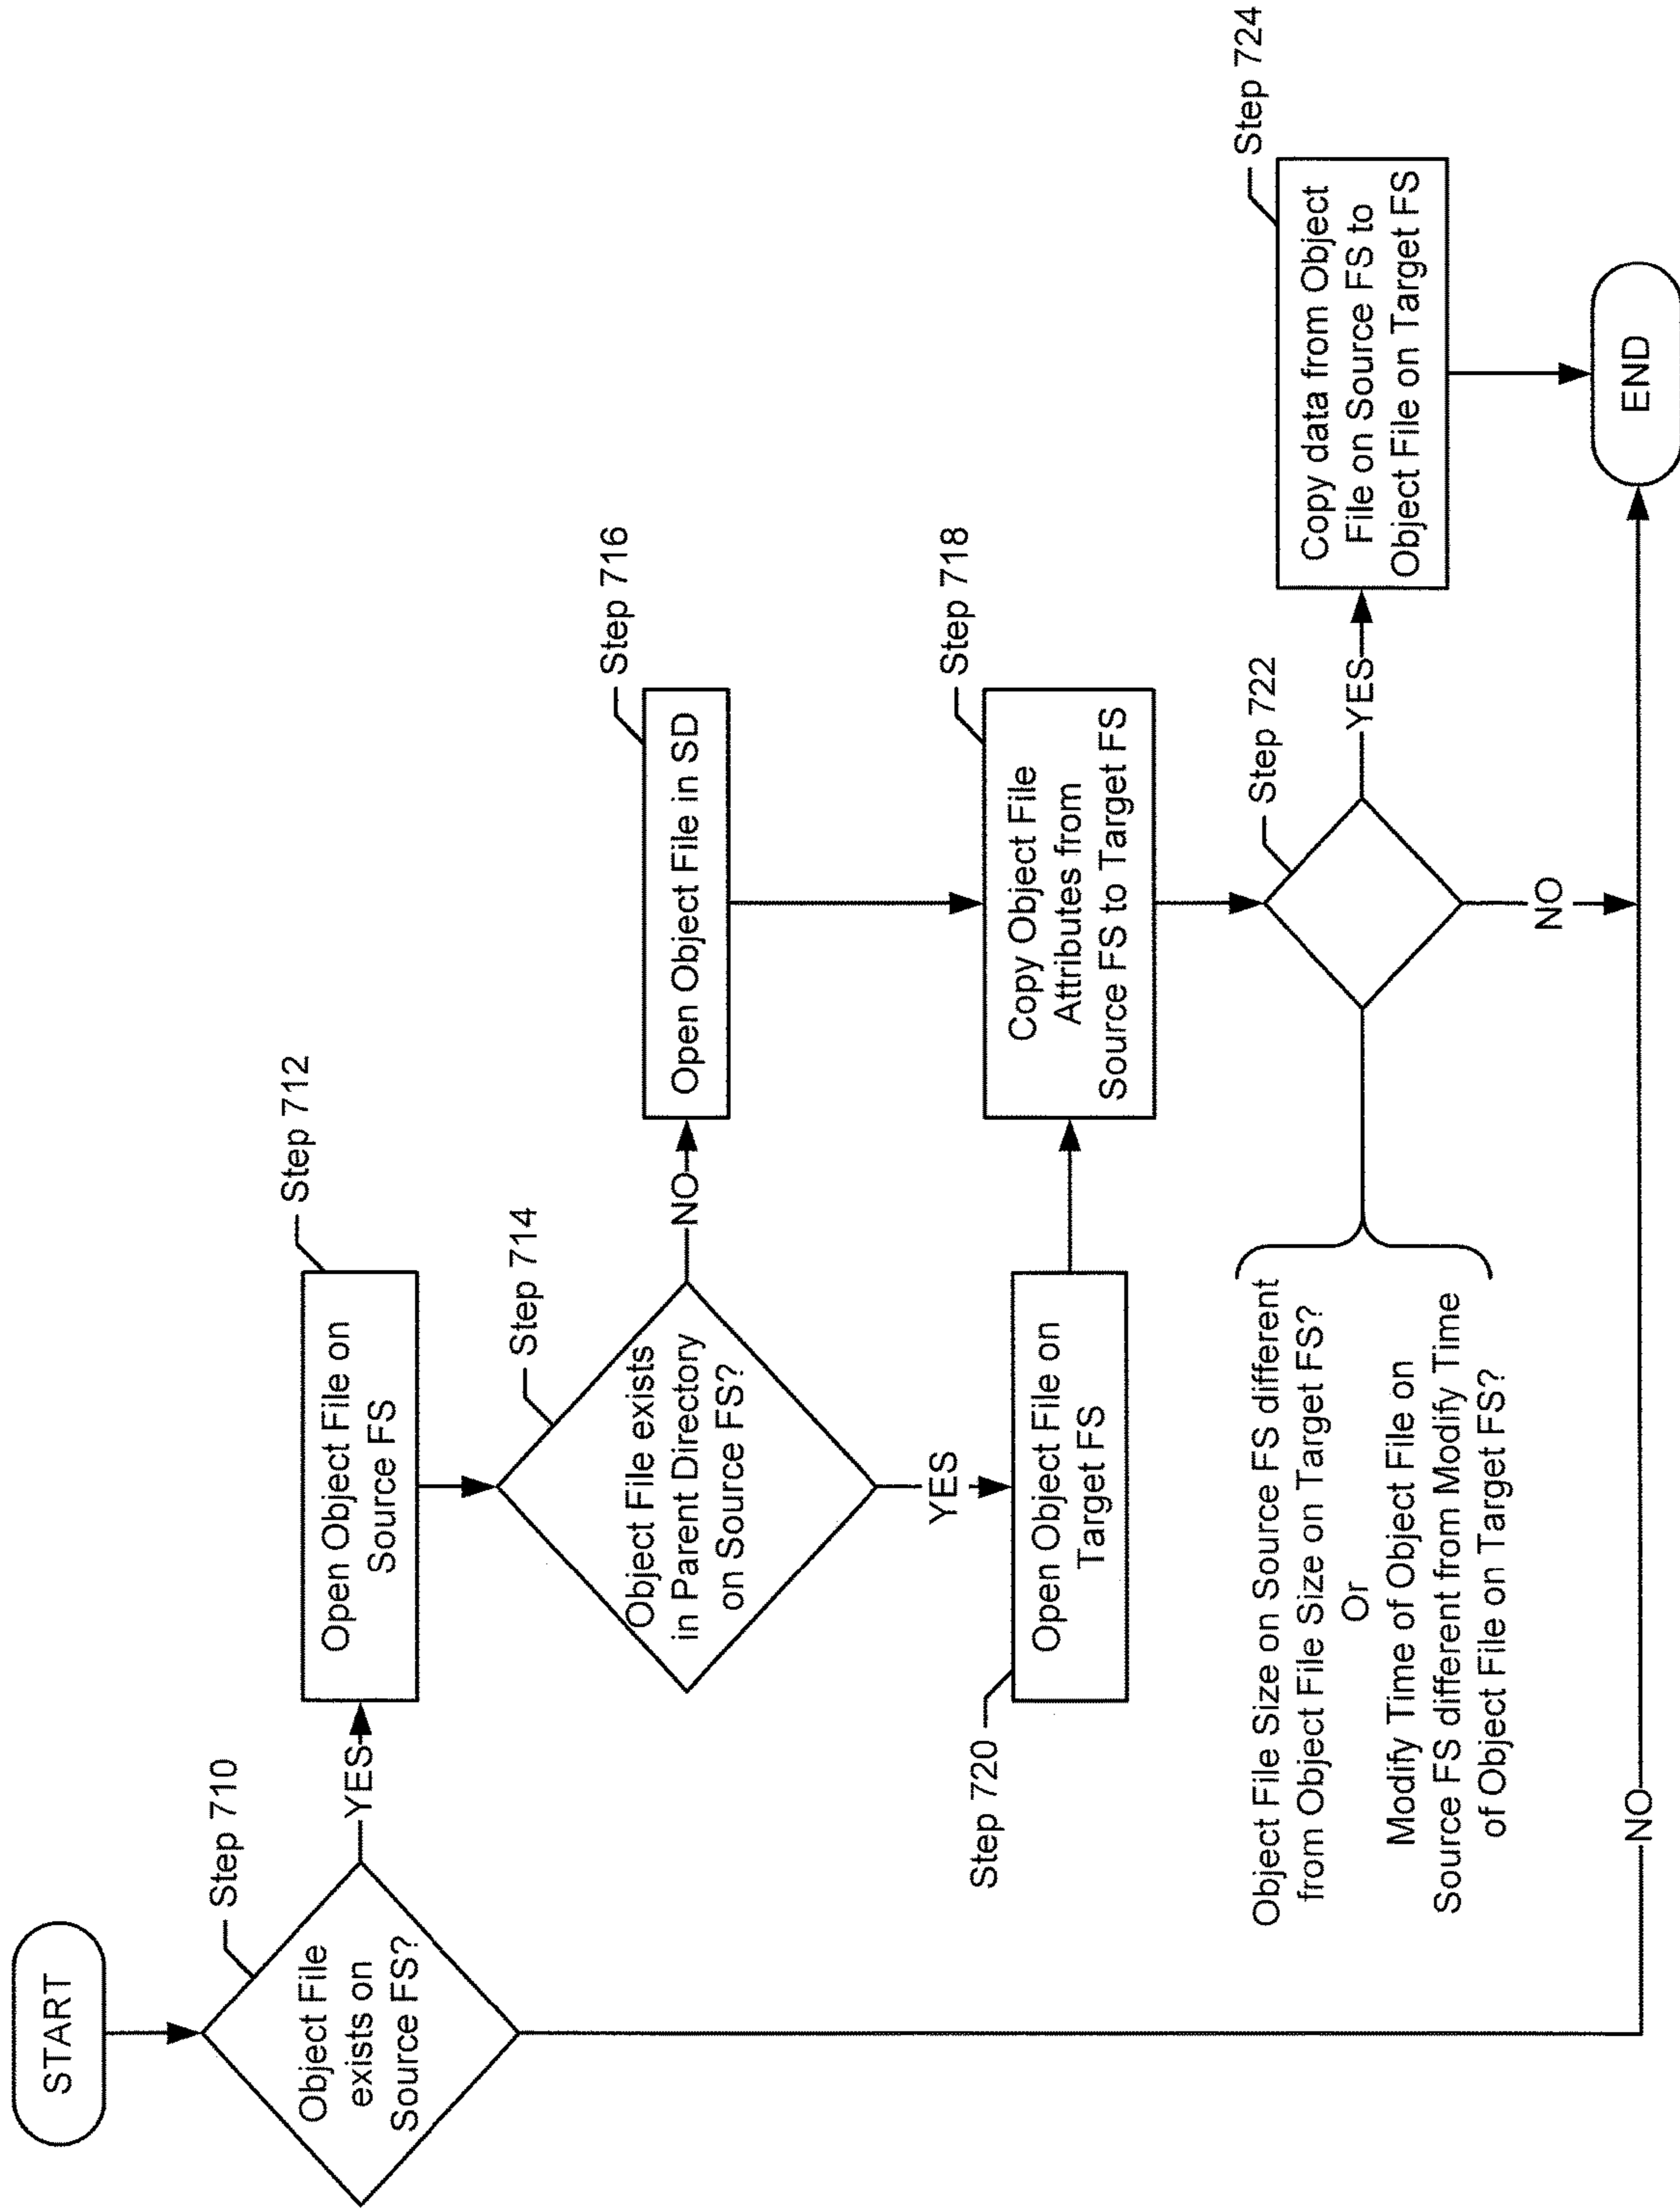 START
Step 710
Object File
exists on
Source FS?
YES
NO
Step 712
Open Object File on
Source FS
Step 714
Object File exists
in Parent Directory
on Source FS?
NO
YES
Step 716
Open Object File in SD
Step 720
Open Object File on
Target FS
Step 718
Copy Object File
Attributes from
Source FS to Target FS
Step 722
Object File Size on Source FS different
from Object File Size on Target FS?
Or
Modify Time of Object File on
Source FS different from Modify Time
of Object File on Target FS?
YES
NO
Step 724
Copy data from Object
File on Source FS to
Object File on Target FS
END